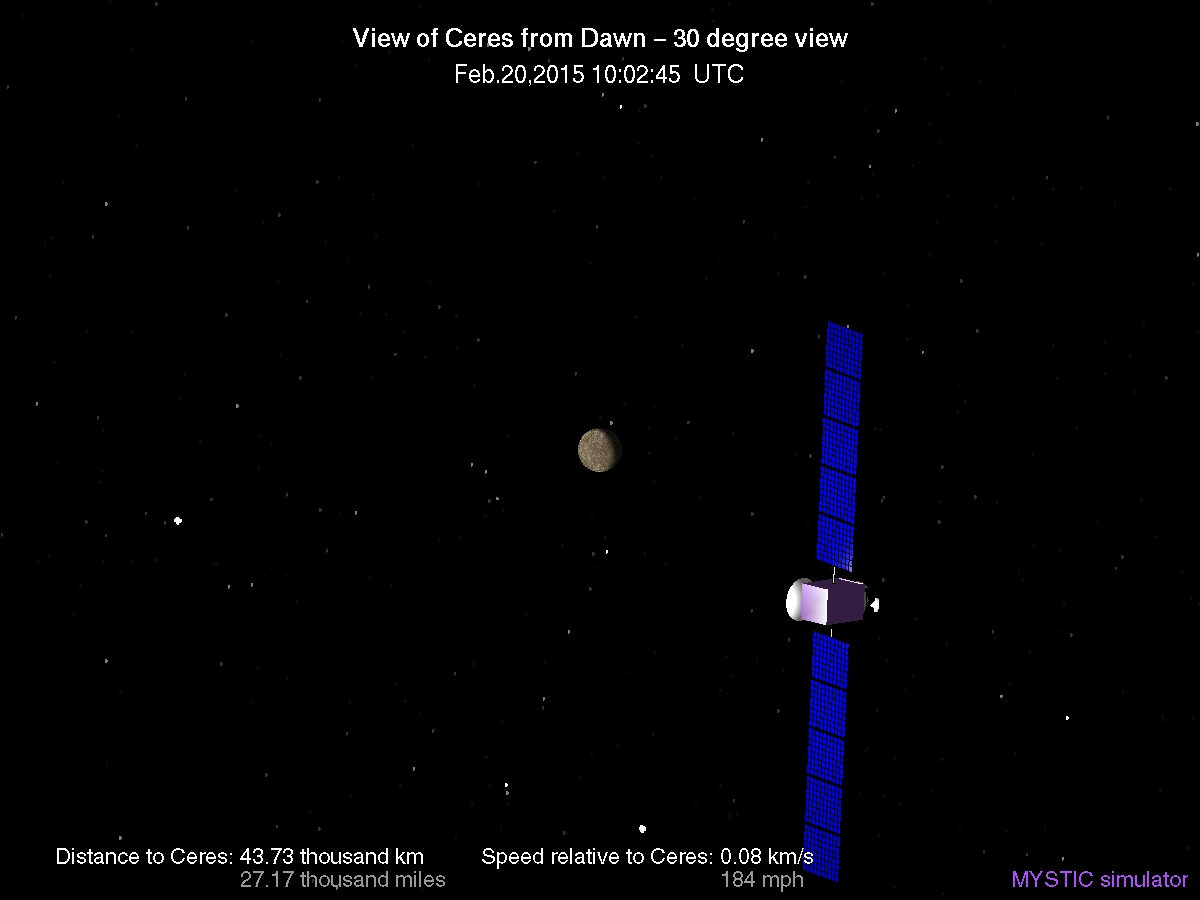 View of Ceres from Dawn – 30 degree view
Feb.20,2015 10:02:45 UTC
Distance to Ceres: 43.73 thousand km
27.17 thousand miles
Speed relative to Ceres: 0.08 km/s
184 mph
MYSTIC simulator